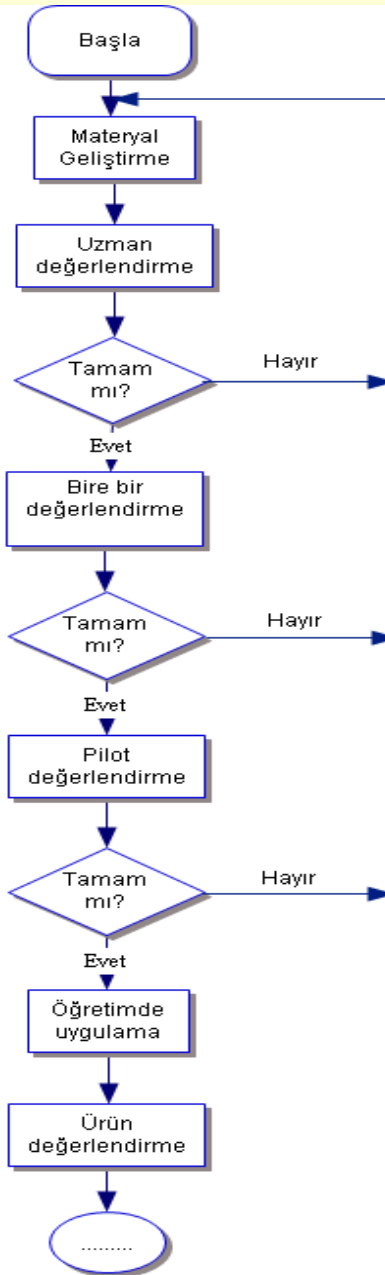 Başla
Materyal
Geliştirme
Uzman
değerlendirme
Tamam
mı?
Hayır
Evet
Bire bir
değerlendirme
Tamam
mı?
Hayır
Evet
Pilot
değerlendirme
Tamam
mı?
Hayır
Evet
Öğretimde
uygulama
Ürün
değerlendirme
.........